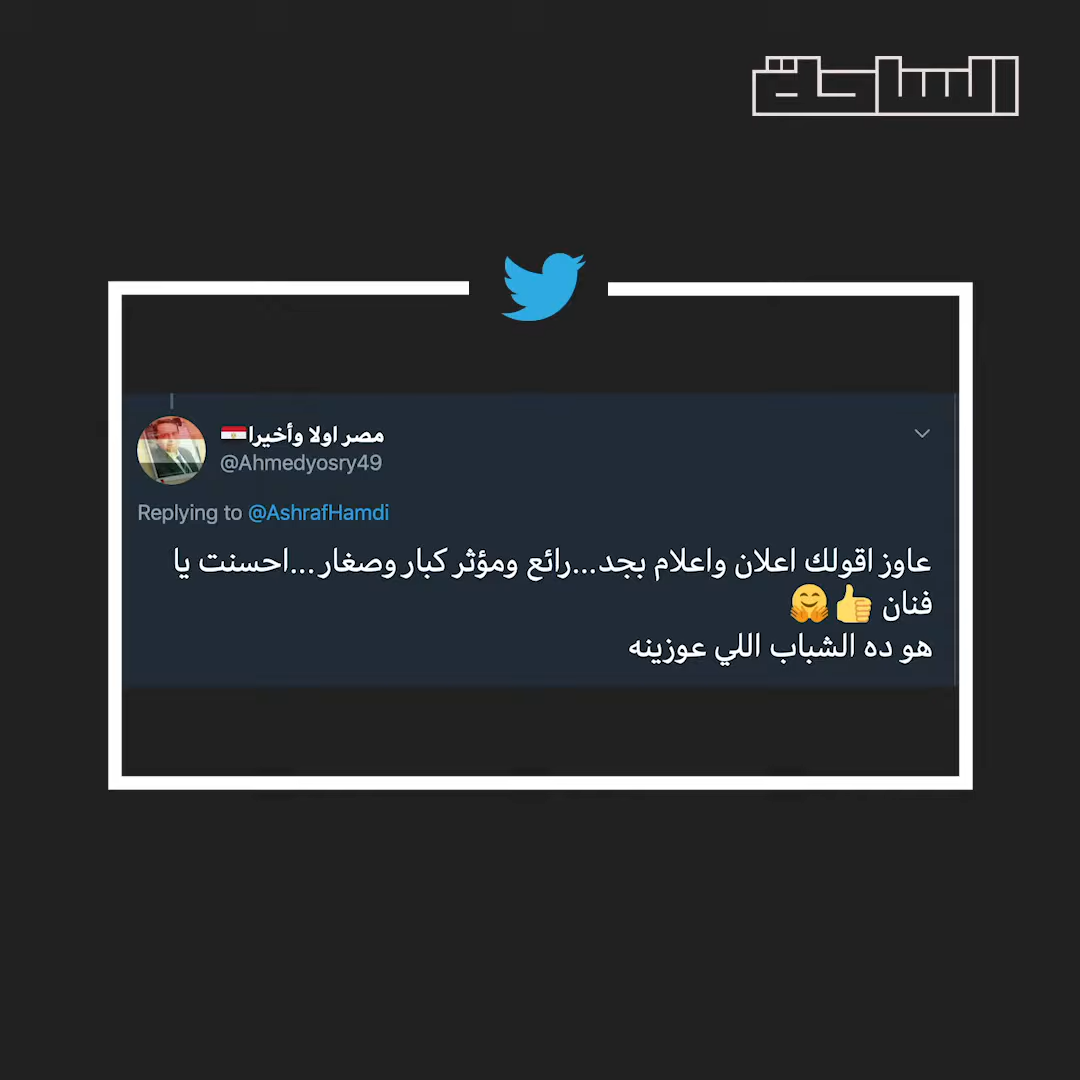 الساحة
مصر اولا وأخيرا🇪🇬
@Ahmedyosry49
Replying to @AshrafHamdi
عاوز اقولك اعلان واعلام بجد...رائع ومؤثر كبار وصغار...احسنت يا
فنان 👍🤗
هو ده الشباب اللي عوزينه